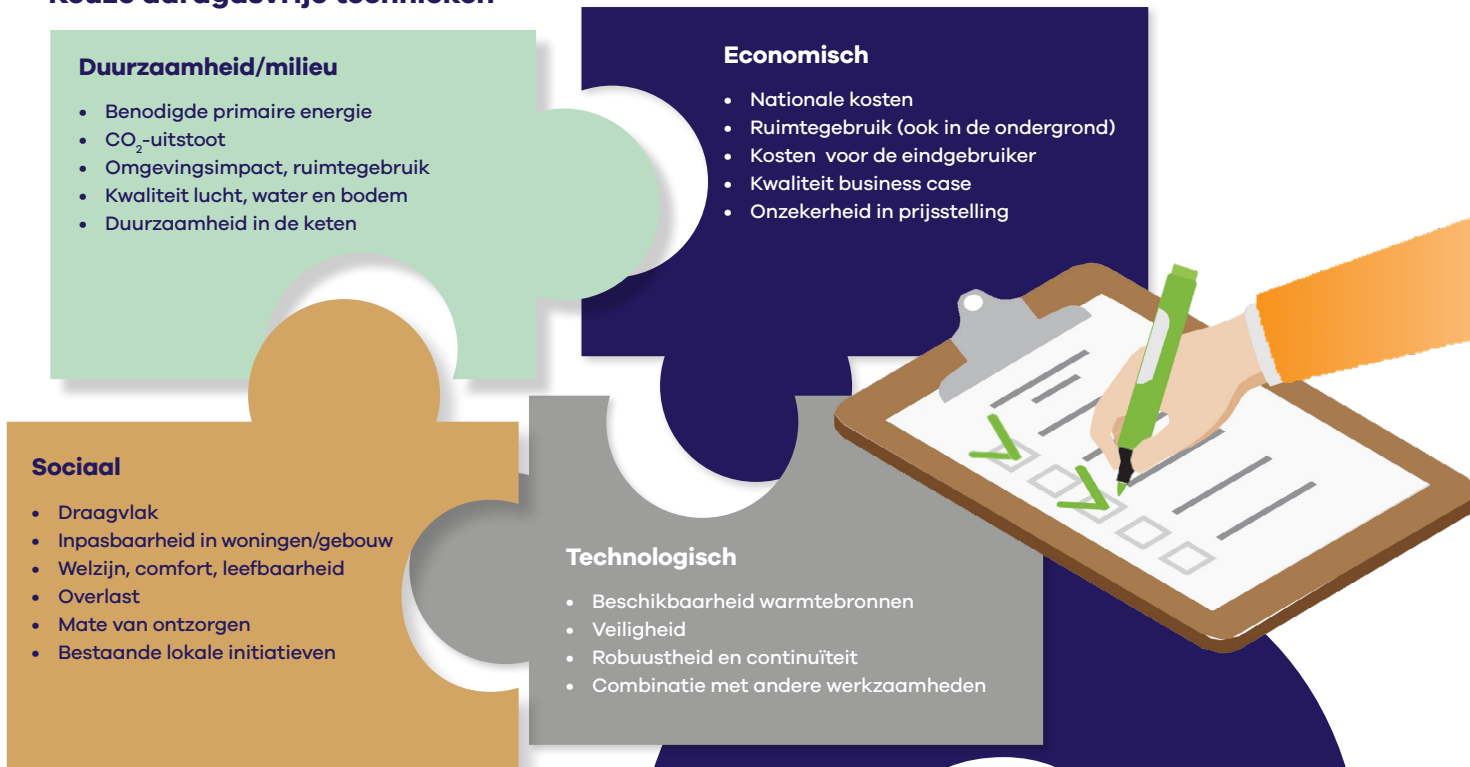 Keuze aardgasvrije technieken
Duurzaamheid/milieu
• Benodigde primaire energie
• CO₂-uitstoot
• Omgevingsimpact, ruimtegebruik
• Kwaliteit lucht, water en bodem
• Duurzaamheid in de keten
Economisch
• Nationale kosten
• Ruimtegebruik (ook in de ondergrond)
• Kosten voor de eindgebruiker
• Kwaliteit business case
• Onzekerheid in prijsstelling
Sociaal
• Draagvlak
• Inpasbaarheid in woningen/gebouw
• Welzijn, comfort, leefbaarheid
• Overlast
• Mate van ontzorgen
• Bestaande lokale initiatieven
Technologisch
• Beschikbaarheid warmtebronnen
• Veiligheid
• Robuustheid en continuïteit
• Combinatie met andere werkzaamheden